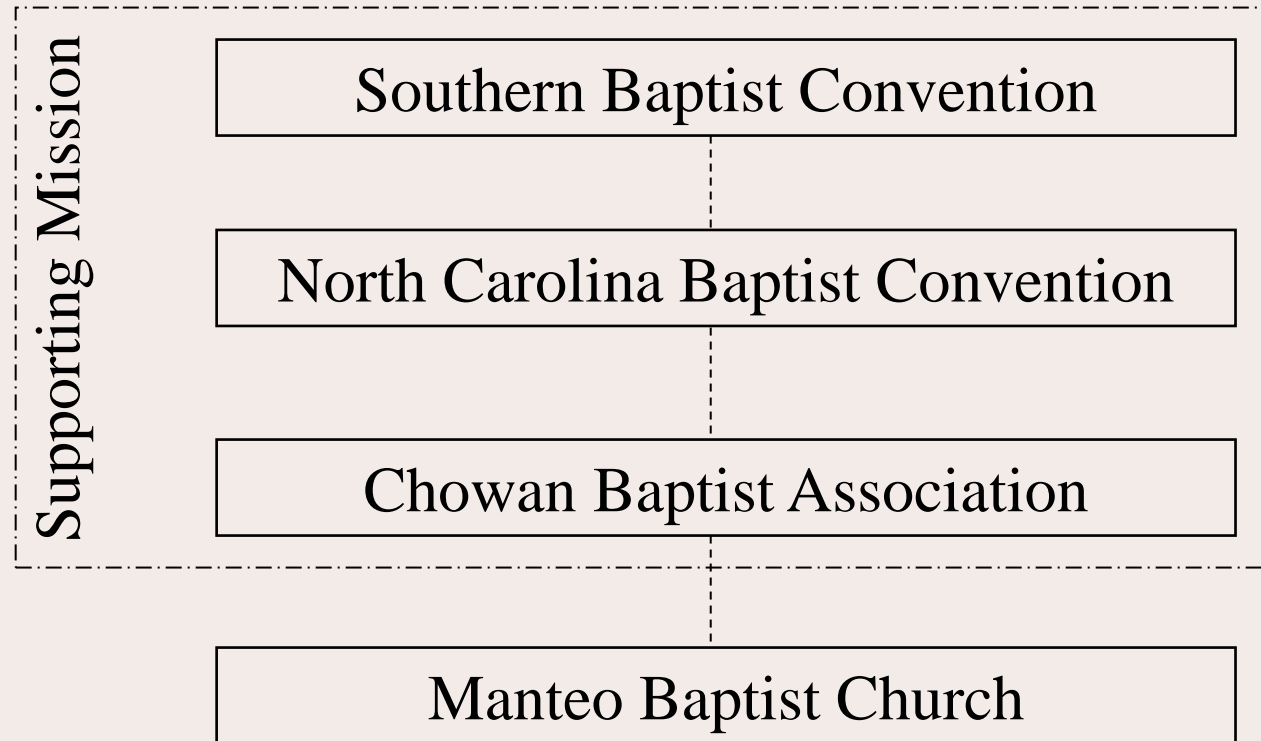 Supporting Mission
Southern Baptist Convention
North Carolina Baptist Convention
Chowan Baptist Association
Manteo Baptist Church